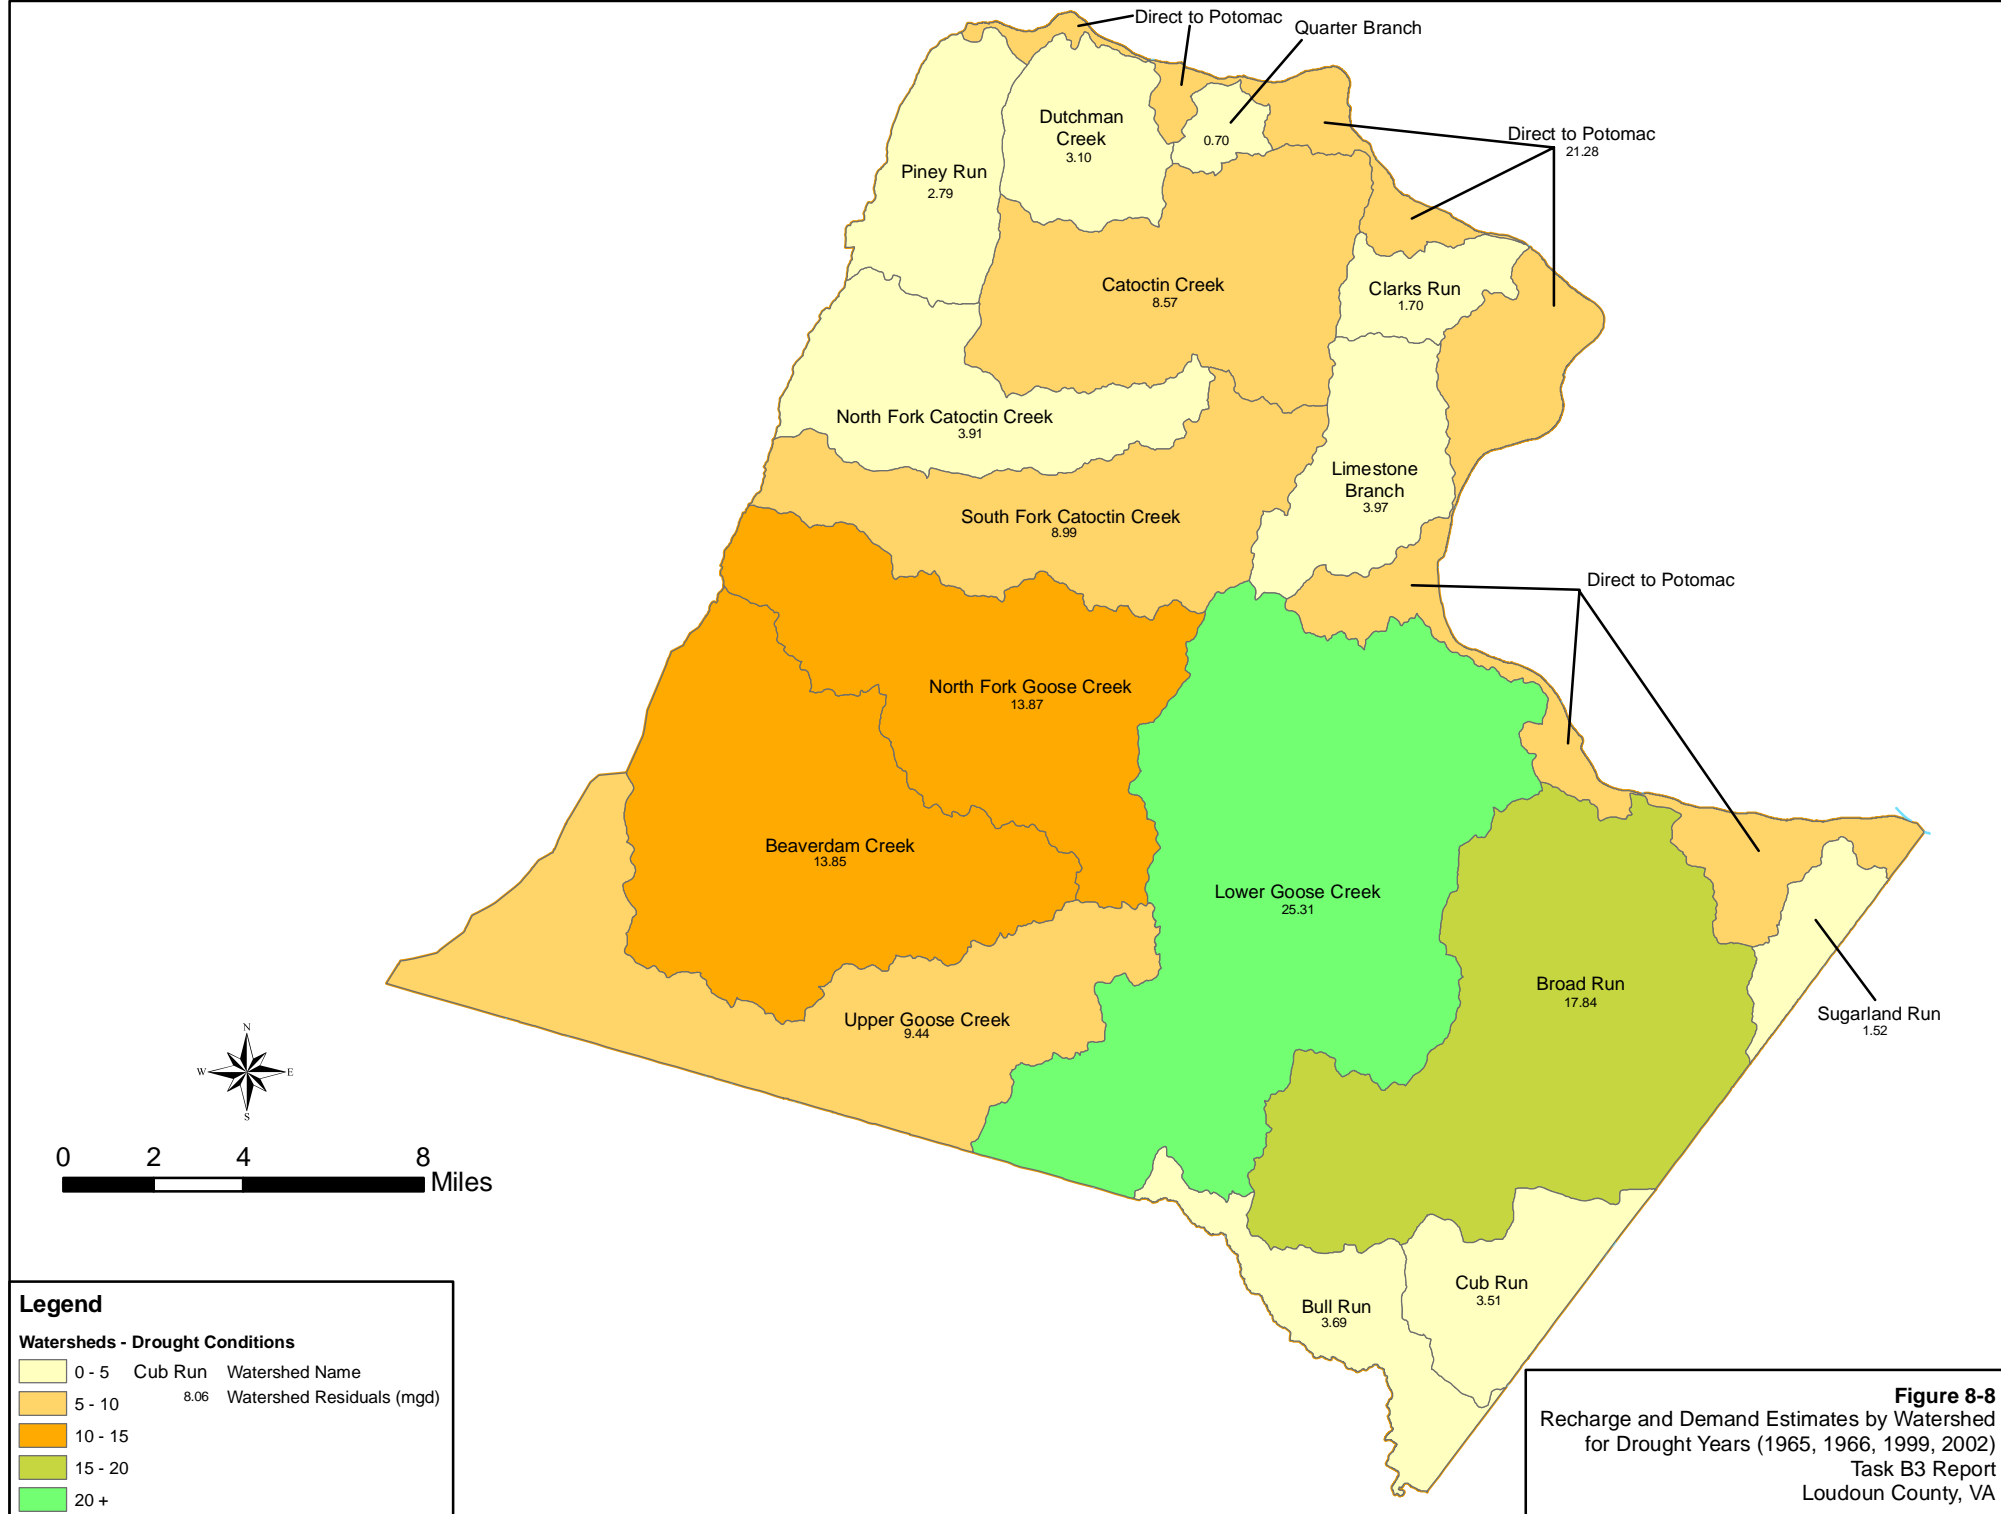 Direct to Potomac
Quarter Branch
0.70
Dutchman
Creek
3.10
Direct to Potomac
21.28
Piney Run
2.79
Catoctin Creek
8.57
Clarks Run
1.70
North Fork Catoctin Creek
3.91
Limestone
Branch
3.97
South Fork Catoctin Creek
8.99
Direct to Potomac
North Fork Goose Creek
13.87
Beaverdam Creek
13.85
Lower Goose Creek
25.31
Broad Run
17.84
Upper Goose Creek
9.44
Sugarland Run
1.52
N
W E
S
0 2 4 8
Miles
Cub Run
3.51
Bull Run
3.69
Legend
Watersheds - Drought Conditions
0 - 5 Cub Run Watershed Name
5 - 10 8.06 Watershed Residuals (mgd)
10 - 15
15 - 20
20 +
Figure 8-8
Recharge and Demand Estimates by Watershed
for Drought Years (1965, 1966, 1999, 2002)
Task B3 Report
Loudoun County, VA